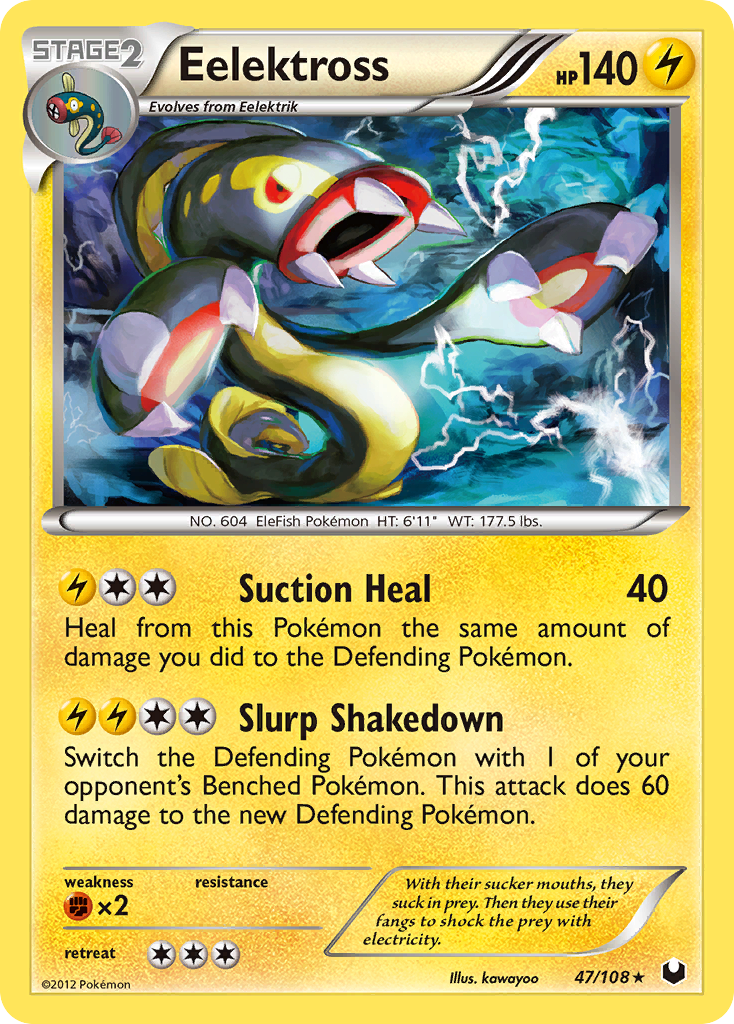 STAGE2
Eelektross
HP140
Evolves from Eelektrik
NO. 604 EleFish Pokémon HT: 6'11" WT: 177.5 lbs.
Suction Heal 40
Heal from this Pokémon the same amount of
damage you did to the Defending Pokémon.
Slurp Shakedown
Switch the Defending Pokémon with 1 of your
opponent's Benched Pokémon. This attack does 60
damage to the new Defending Pokémon.
weakness resistance
×2
retreat
With their sucker mouths, they
suck in prey. Then they use their
fangs to shock the prey with
electricity.
©2012 Pokémon
Illus. kawayoo 47/108 ★